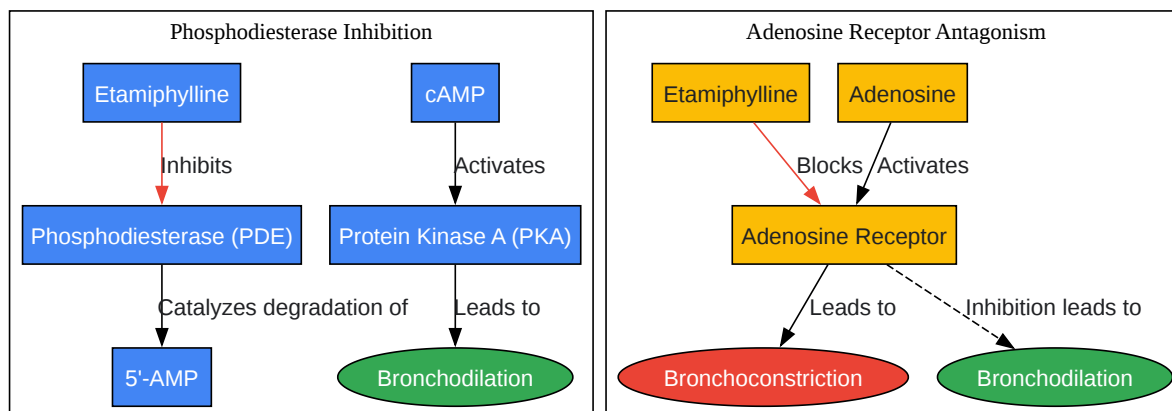 Phosphodiesterase Inhibition
Etamiphylline
cAMP
Inhibits
Activates
Phosphodiesterase (PDE)
Protein Kinase A (PKA)
Catalyzes degradation of
Leads to
5'-AMP
Bronchodilation
Adenosine Receptor Antagonism
Etamiphylline
Adenosine
Blocks
Activates
Adenosine Receptor
Leads to
Inhibition leads to
Bronchoconstriction
Bronchodilation